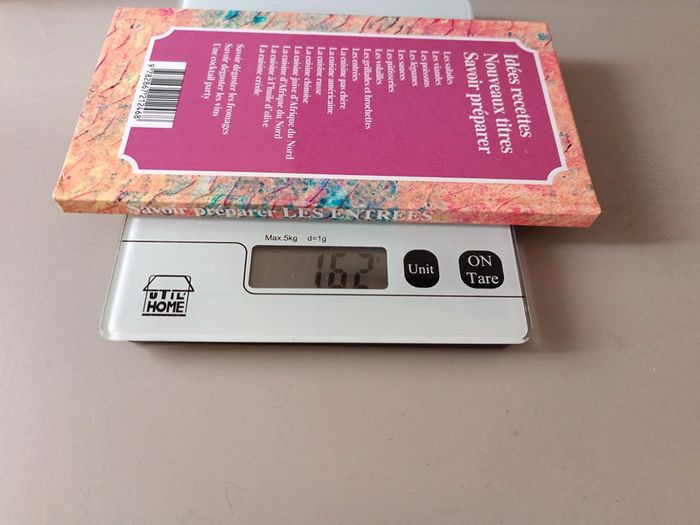 Idées recettes
Nouveaux titres
Savoir préparer
Les salades
Les viandes
Les poissons
Les légumes
Les sauces
Les pâtisseries
Les volailles
Les grillades et brochettes
Les entrées
La cuisine pas chère
La cuisine américaine
La cuisine russe
La cuisine chinoise
La cuisine juive d'Afrique du Nord
La cuisine d'Afrique du Nord
La cuisine à l'huile d'olive
La cuisine créole
Savoir déguster les fromages
Savoir déguster les vins
Une cocktail party
9782867212468
Savoir préparer LES ENTREES
Max.5kg d=1g
162
Unit
ON
Tare
UTIL'
HOME